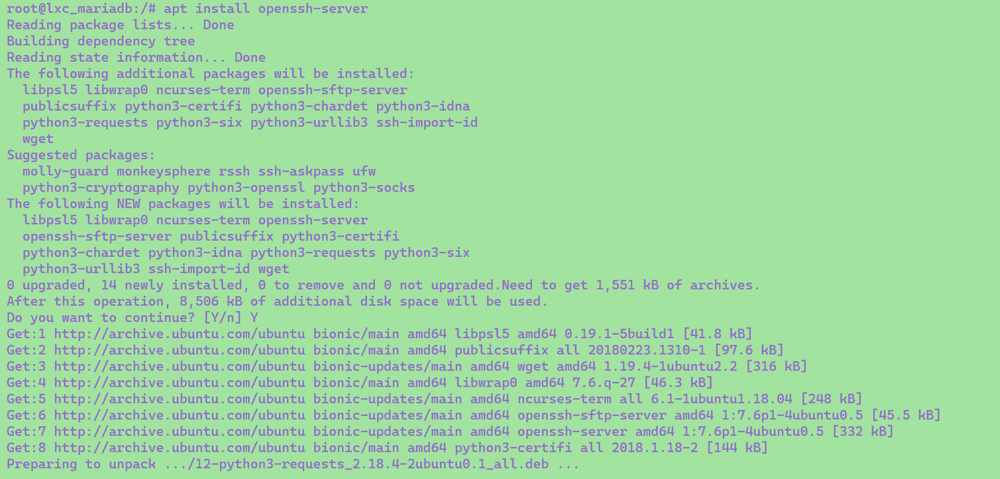 root@lxc_mariadb:/# apt install openssh-server
Reading package lists... Done
Building dependency tree
Reading state information... Done
The following additional packages will be installed:
  libpsl5 libwrap0 ncurses-term openssh-sftp-server
  publicsuffix python3-certifi python3-chardet python3-idna
  python3-requests python3-six python3-urllib3 ssh-import-id
  wget
Suggested packages:
  molly-guard monkeysphere rssh ssh-askpass ufw
  python3-cryptography python3-openssl python3-socks
The following NEW packages will be installed:
  libpsl5 libwrap0 ncurses-term openssh-server
  openssh-sftp-server publicsuffix python3-certifi
  python3-chardet python3-idna python3-requests python3-six
  python3-urllib3 ssh-import-id wget
0 upgraded, 14 newly installed, 0 to remove and 0 not upgraded.Need to get 1,551 kB of archives.
After this operation, 8,506 kB of additional disk space will be used.
Do you want to continue? [Y/n] Y
Get:1 http://archive.ubuntu.com/ubuntu bionic/main amd64 libpsl5 amd64 0.19.1-5build1 [41.8 kB]
Get:2 http://archive.ubuntu.com/ubuntu bionic/main amd64 publicsuffix all 20180223.1310-1 [97.6 kB]
Get:3 http://archive.ubuntu.com/ubuntu bionic-updates/main amd64 wget amd64 1.19.4-1ubuntu2.2 [316 kB]
Get:4 http://archive.ubuntu.com/ubuntu bionic/main amd64 libwrap0 amd64 7.6.q-27 [46.3 kB]
Get:5 http://archive.ubuntu.com/ubuntu bionic-updates/main amd64 ncurses-term all 6.1-1ubuntu1.18.04 [248 kB]
Get:6 http://archive.ubuntu.com/ubuntu bionic-updates/main amd64 openssh-sftp-server amd64 1:7.6p1-4ubuntu0.5 [45.5 kB]
Get:7 http://archive.ubuntu.com/ubuntu bionic-updates/main amd64 openssh-server amd64 1:7.6p1-4ubuntu0.5 [332 kB]
Get:8 http://archive.ubuntu.com/ubuntu bionic/main amd64 python3-certifi all 2018.1.18-2 [144 kB]
Preparing to unpack .../12-python3-requests_2.18.4-2ubuntu0.1_all.deb ...